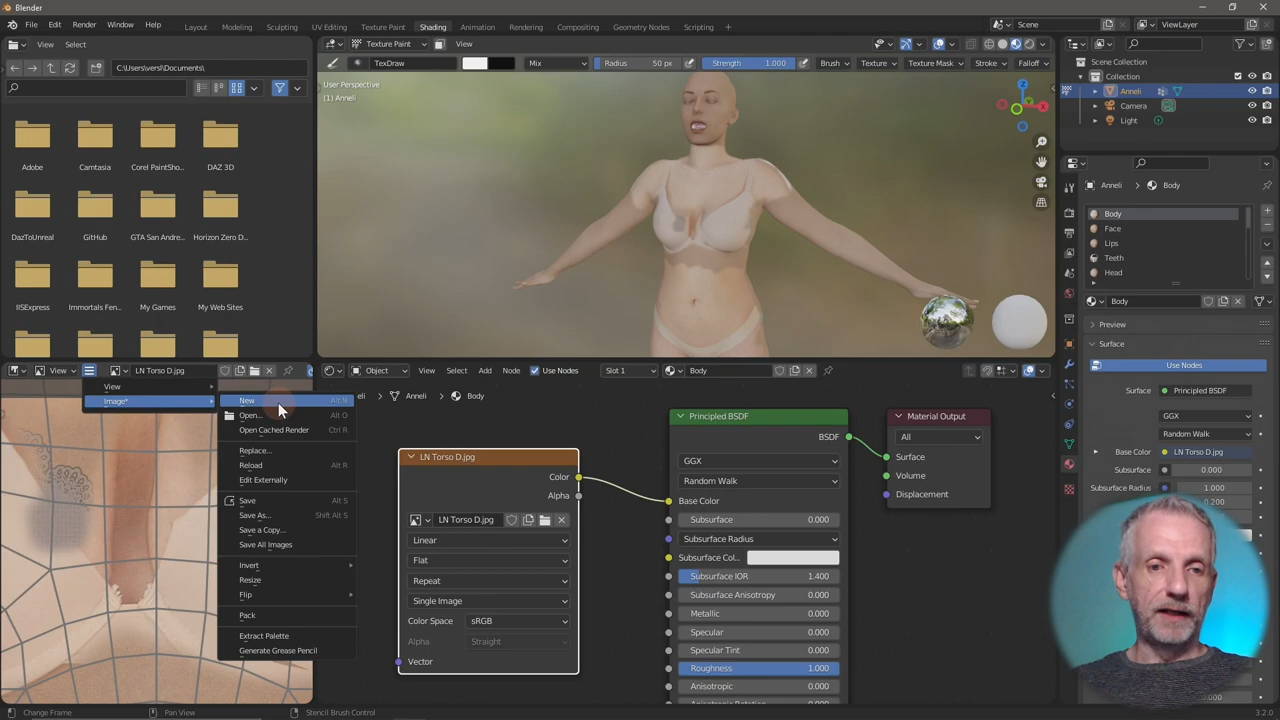 Blender
File Edit Render Window Help
Layout Modeling Sculpting UV Editing Texture Paint Shading Animation Rendering Compositing Geometry Nodes Scripting +
Scene
ViewLayer
View Select
C:\Users\versl\Documents\
Adobe
Camtasia
Corel PaintSho...
DAZ 3D
DazToUnreal
GitHub
GTA San Andre...
Horizon Zero D...
IISExpress
Immortals Fen...
My Games
My Web Sites
Texture Paint View
TexDraw Mix Radius 50 px Strength 1.000 Brush Texture Texture Mask Stroke Falloff
User Perspective
(1) Anneli
Z
X
Scene Collection
Collection
Anneli
Camera
Light
Anneli Body
Body
Face
Lips
Teeth
Head
Body
Preview
Surface
Use Nodes
Surface Principled BSDF
GGX
Random Walk
Base Color LN Torso D.jpg
Subsurface 0.000
Subsurface Radius 1.000
0.200
View LN Torso D.jpg
View
Image*
New Alt N
Open... Alt O
Open Cached Render Ctrl R
Replace...
Reload Alt R
Edit Externally
Save Alt S
Save As... Shift Alt S
Save a Copy...
Save All Images
Invert
Resize
Flip
Pack
Extract Palette
Generate Grease Pencil
Object View Select Add Node Use Nodes Slot 1 Body
eli Anneli Body
LN Torso D.jpg
Color
Alpha
LN Torso D.jpg
Linear
Flat
Repeat
Single Image
Color Space sRGB
Alpha Straight
Vector
Principled BSDF
BSDF
GGX
Random Walk
Base Color
Subsurface 0.000
Subsurface Radius
Subsurface Col...
Subsurface IOR 1.400
Subsurface Anisotropy 0.000
Metallic 0.000
Specular 0.000
Specular Tint 0.000
Roughness 1.000
Anisotropic 0.000
Material Output
All
Surface
Volume
Displacement
Change Frame Pan View Stencil Brush Control
3.2.0